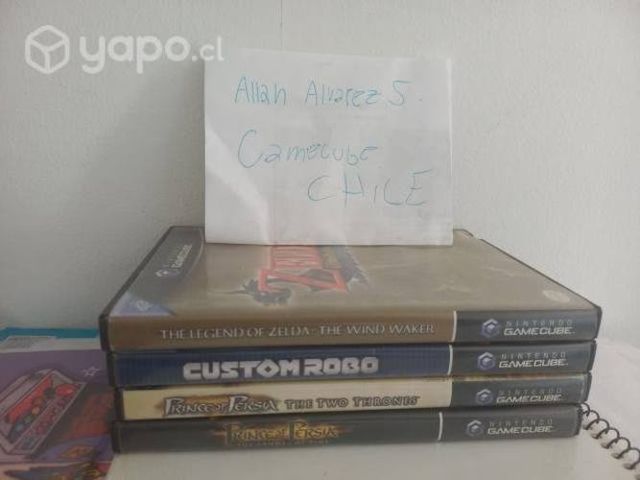 yapo.cl
Allan Alvarez S.
Gamecube
CHILE
THE LEGEND OF ZELDA: THE WIND WAKER NINTENDO GAMECUBE
CUSTOM ROBO NINTENDO GAMECUBE
PRINCE OF PERSIA THE TWO THRONES NINTENDO GAMECUBE
PRINCE OF PERSIA NINTENDO GAMECUBE